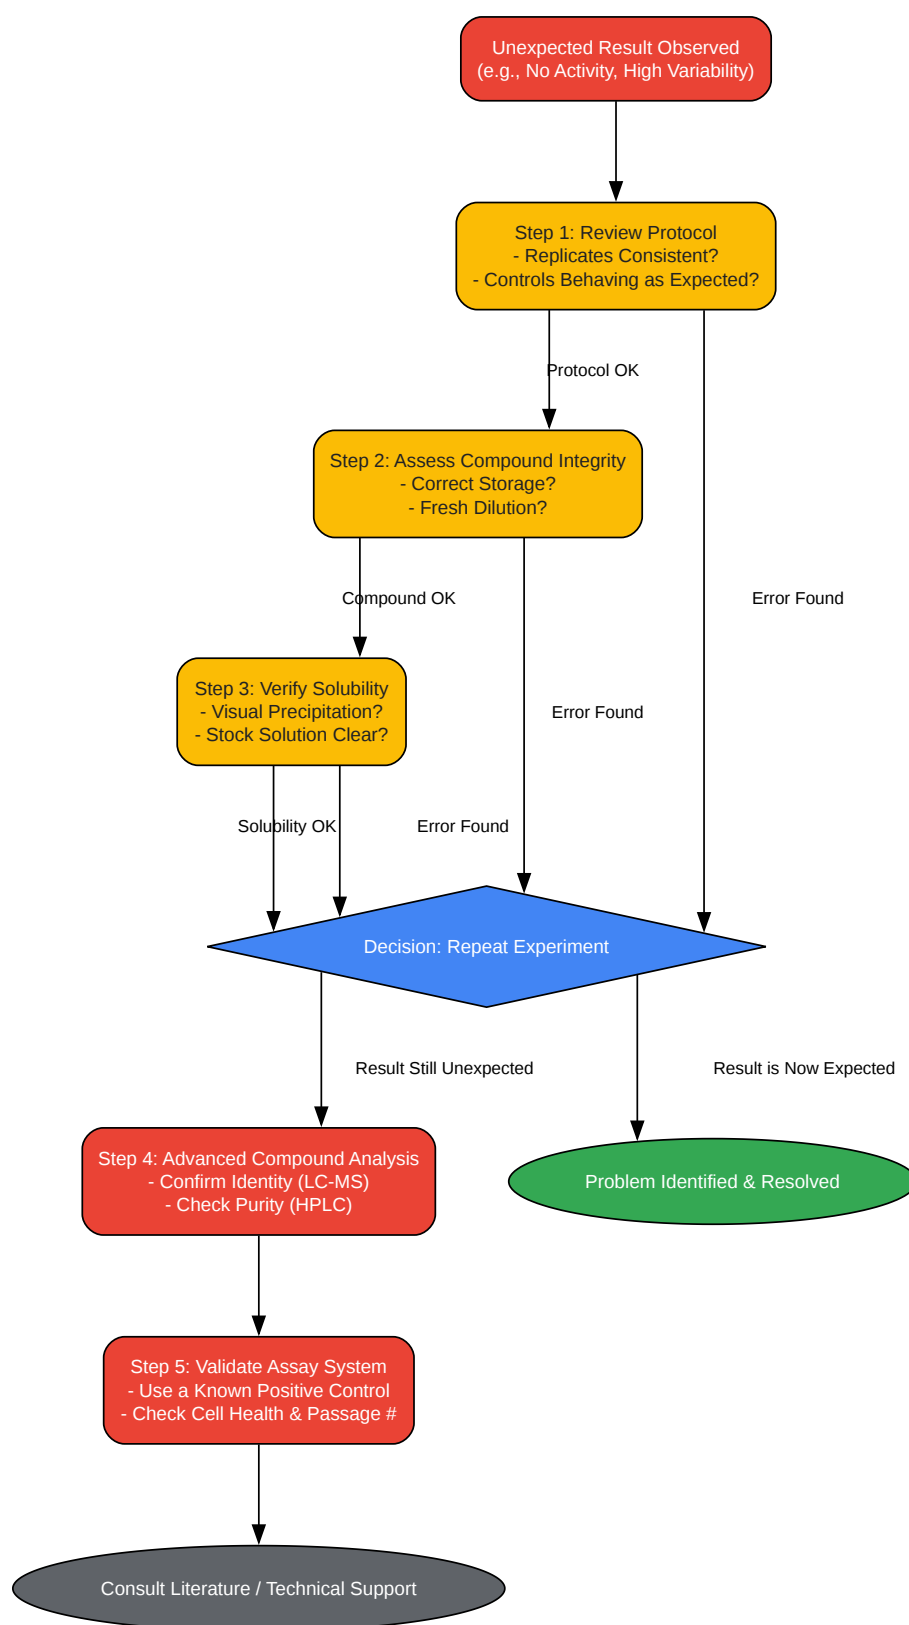 Unexpected Result Observed
(e.g., No Activity, High Variability)
Step 1: Review Protocol
- Replicates Consistent?
- Controls Behaving as Expected?
Protocol OK
Step 2: Assess Compound Integrity
- Correct Storage?
- Fresh Dilution?
Compound OK
Error Found
Step 3: Verify Solubility
- Visual Precipitation?
- Stock Solution Clear?
Error Found
Solubility OK
Error Found
Decision: Repeat Experiment
Result Still Unexpected
Result is Now Expected
Step 4: Advanced Compound Analysis
- Confirm Identity (LC-MS)
- Check Purity (HPLC)
Problem Identified & Resolved
Step 5: Validate Assay System
- Use a Known Positive Control
- Check Cell Health & Passage #
Consult Literature / Technical Support